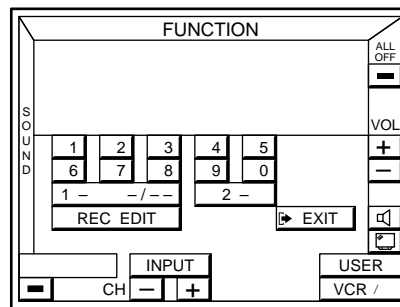 FUNCTION
ALL
OFF
SOUND
VOL
1 2 3 4 5
+
6 7 8 9 0
−
1 − −/−− 2 −
REC EDIT EXIT
INPUT USER
CH − + VCR /